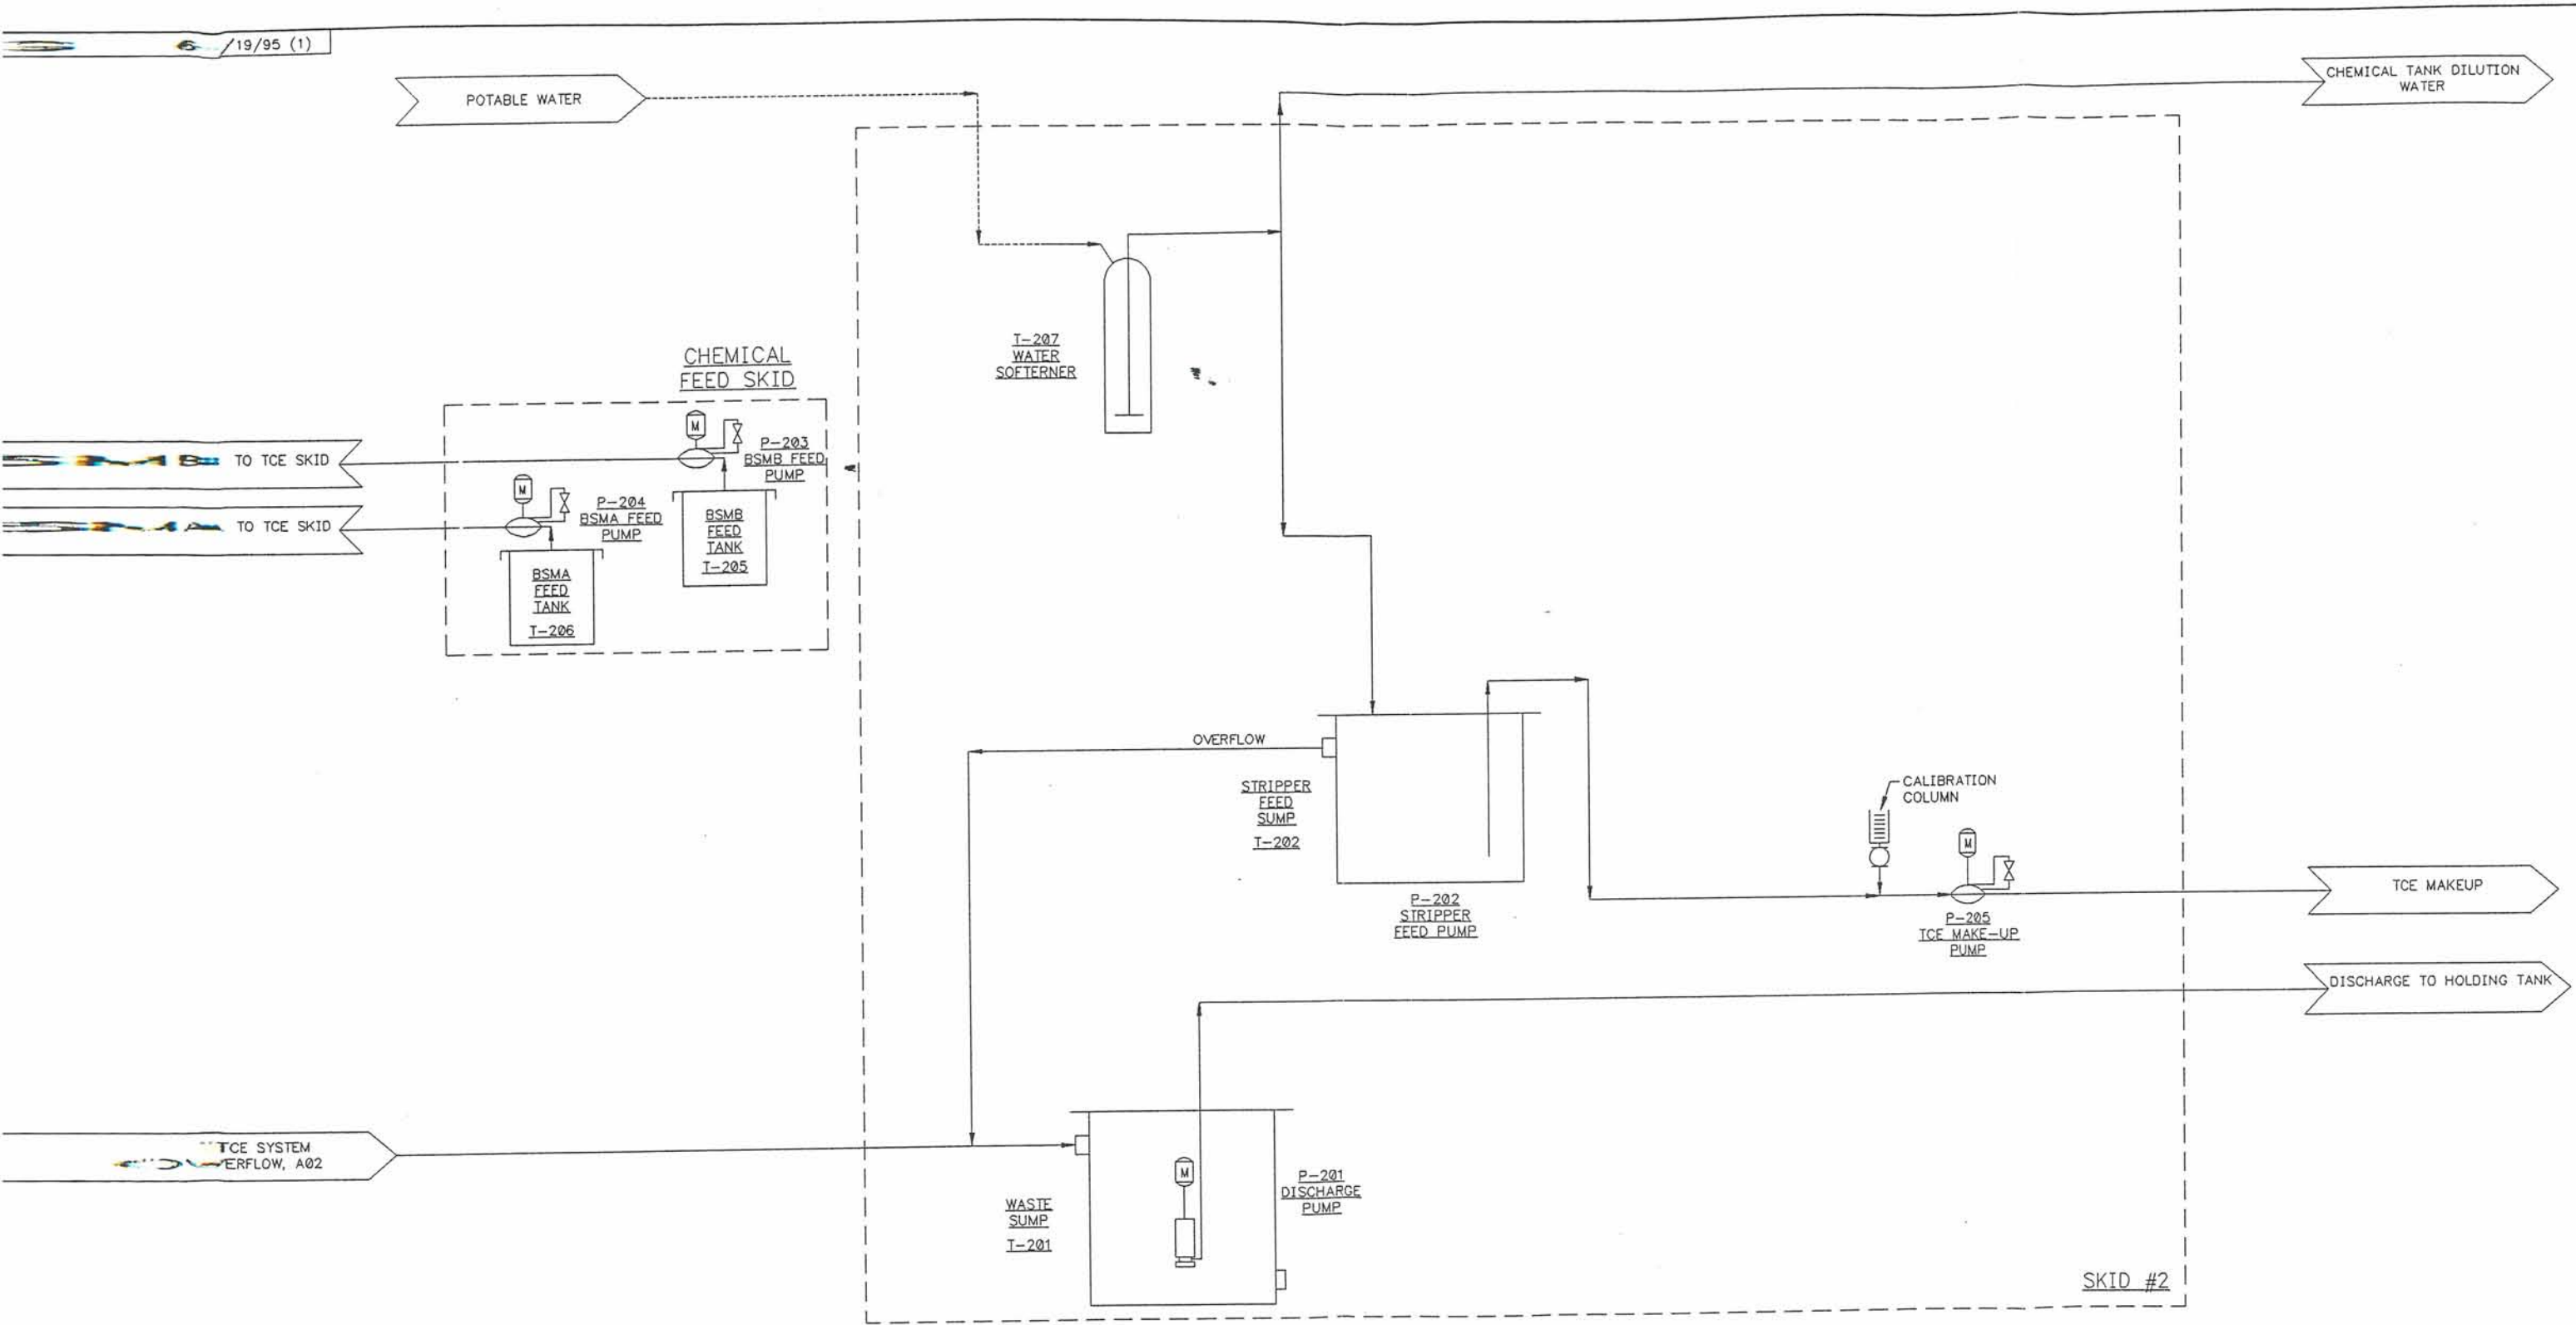 /19/95 (1)
POTABLE WATER
CHEMICAL TANK DILUTION
WATER
T-207
WATER
SOFTERNER
CHEMICAL
FEED SKID
M
P-203
BSMB FEED
PUMP
TO TCE SKID
M
P-204
BSMA FEED
PUMP
TO TCE SKID
BSMB
FEED
TANK
T-205
BSMA
FEED
TANK
T-206
OVERFLOW
STRIPPER
FEED
SUMP
T-202
CALIBRATION
COLUMN
M
P-202
STRIPPER
FEED PUMP
P-205
TCE MAKE-UP
PUMP
TCE MAKEUP
DISCHARGE TO HOLDING TANK
TCE SYSTEM
ERFLOW, A02
M
P-201
DISCHARGE
PUMP
WASTE
SUMP
T-201
SKID #2